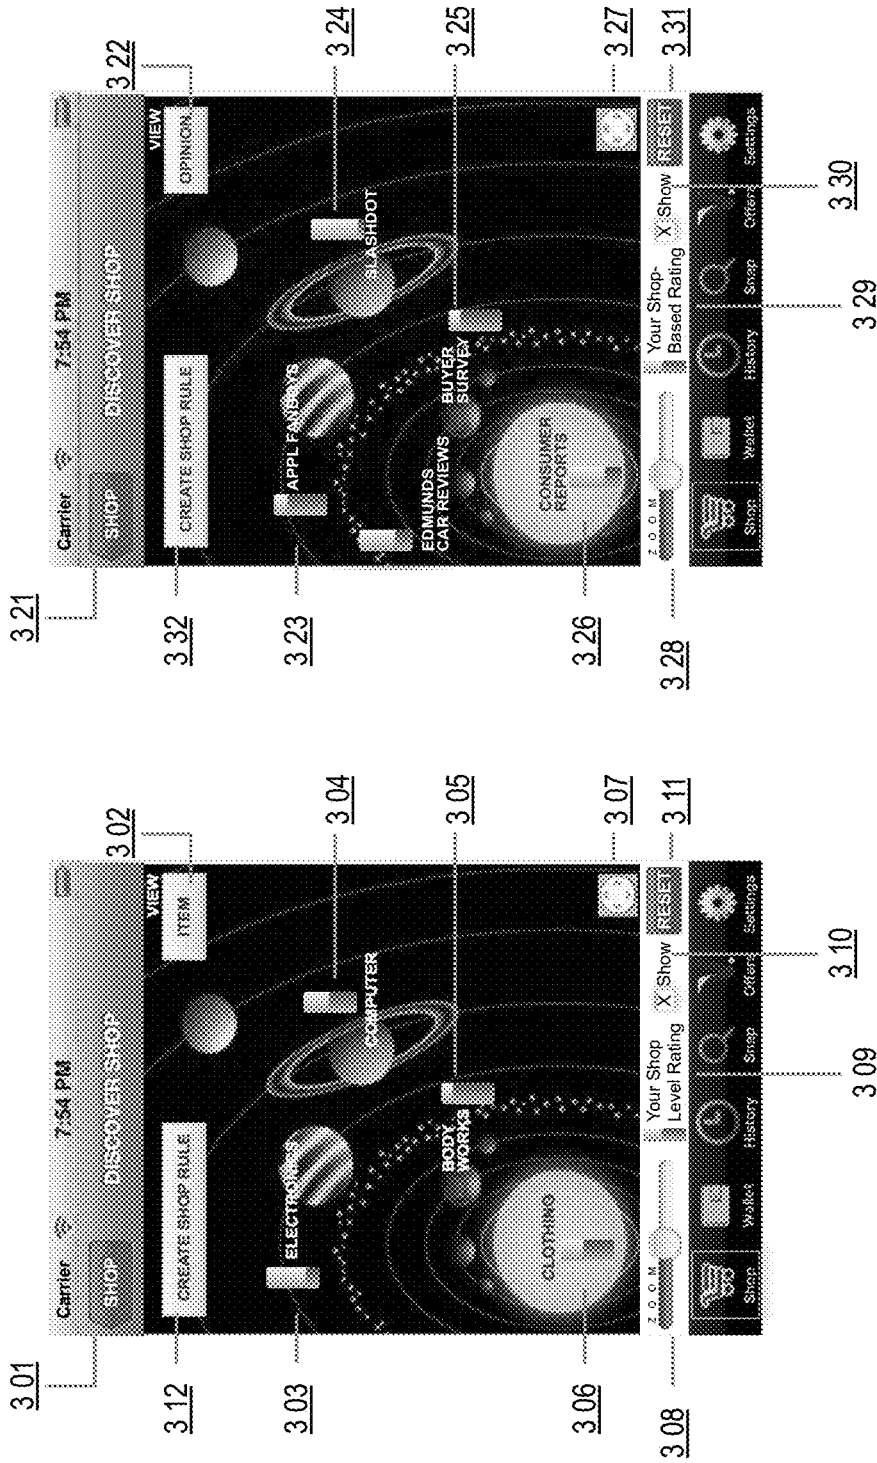 3 01
3 02
Carrier
7:54 PM
SHOP
DISCOVER SHOP
3 12
CREATE SHOP RULE
VIEW
ITEM
3 03
ELECTRONICS
3 04
COMPUTER
3 05
BODY
WORKS
3 06
CLOTHING
3 07
3 08
ZOOM
Your Shop
Level Rating
X Show
RESET
3 11
3 09
3 10
Shop
Wallet
History
Snap
Offers
Settings
3 21
3 22
Carrier
7:54 PM
SHOP
DISCOVER SHOP
3 32
CREATE SHOP RULE
VIEW
OPINION
3 23
APPL FANBOYS
3 24
SLASHDOT
3 25
EDMUNDS
CAR REVIEWS
BUYER
SURVEY
3 26
CONSUMER
REPORTS
3 27
3 28
ZOOM
Your Shop-
Based Rating
X Show
RESET
3 31
3 29
3 30
Shop
Wallet
History
Snap
Offers
Settings